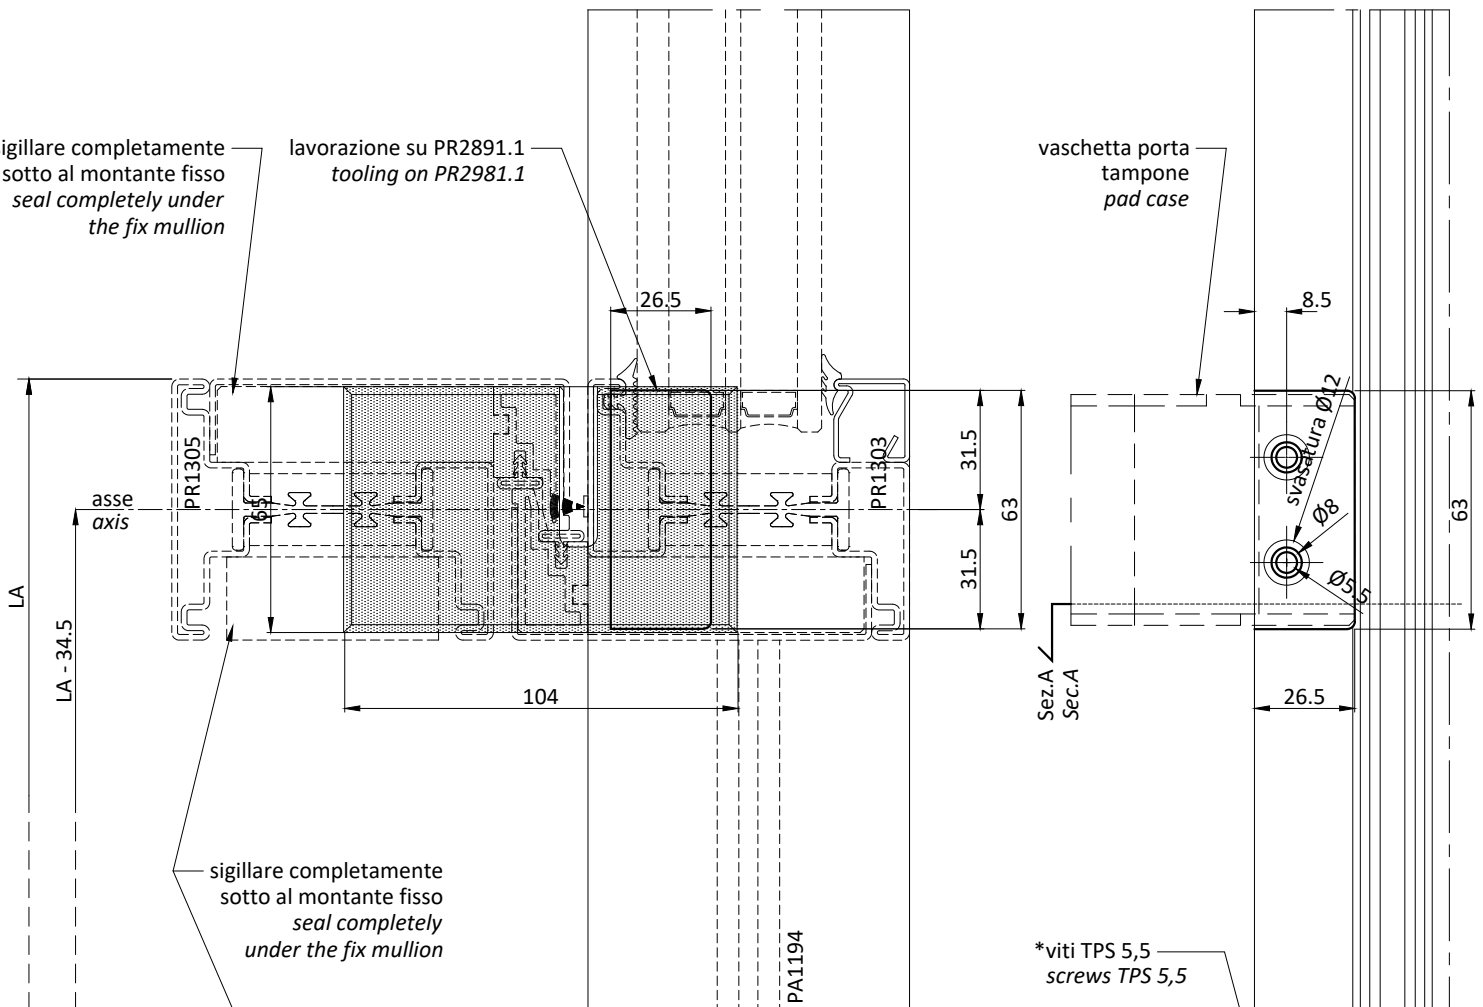 sigillare completamente
sotto al montante fisso
seal completely under
the fix mullion
lavorazione su PR2891.1
tooling on PR2981.1
vaschetta porta
tampone
pad case
26.5
8.5
svasatura Ø12
Ø8
Ø5.5
PR1305
65
PR1303
31.5
31.5
63
63
asse
axis
LA
LA - 34.5
104
Sez.A
Sec.A
26.5
sigillare completamente
sotto al montante fisso
seal completely
under the fix mullion
PA1194
*viti TPS 5,5
screws TPS 5,5